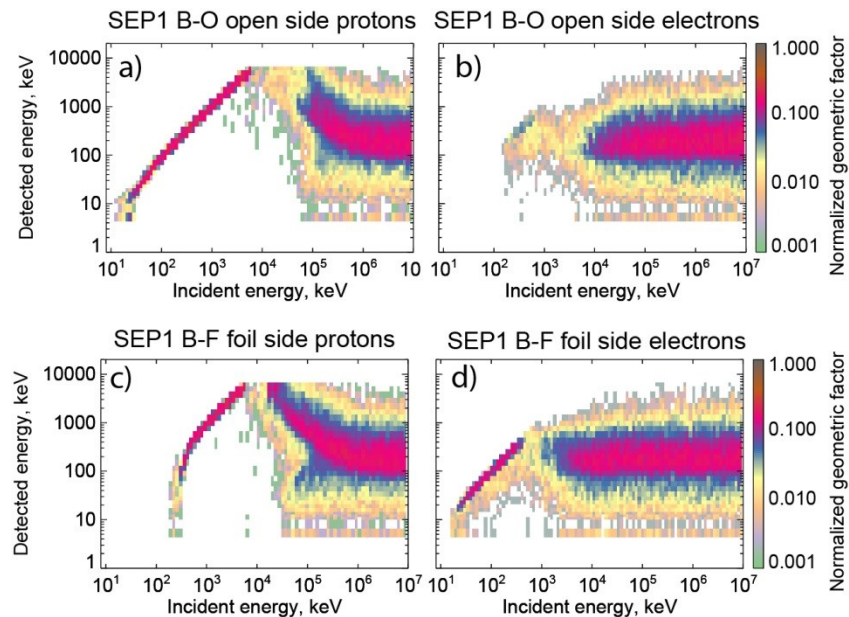 SEP1 B-O open side protons SEP1 B-O open side electrons
a) b)
Detected energy, keV
10000
1000
100
10
1
10¹ 10² 10³ 10⁴ 10⁵ 10⁶ 10
Incident energy, keV
10¹ 10² 10³ 10⁴ 10⁵ 10⁶ 10⁷
Incident energy, keV
1.000
0.100
0.010
0.001
Normalized geometric factor
SEP1 B-F foil side protons SEP1 B-F foil side electrons
c) d)
Detected energy, keV
10000
1000
100
10
1
10¹ 10² 10³ 10⁴ 10⁵ 10⁶ 10⁷
Incident energy, keV
10¹ 10² 10³ 10⁴ 10⁵ 10⁶ 10⁷
Incident energy, keV
1.000
0.100
0.010
0.001
Normalized geometric factor